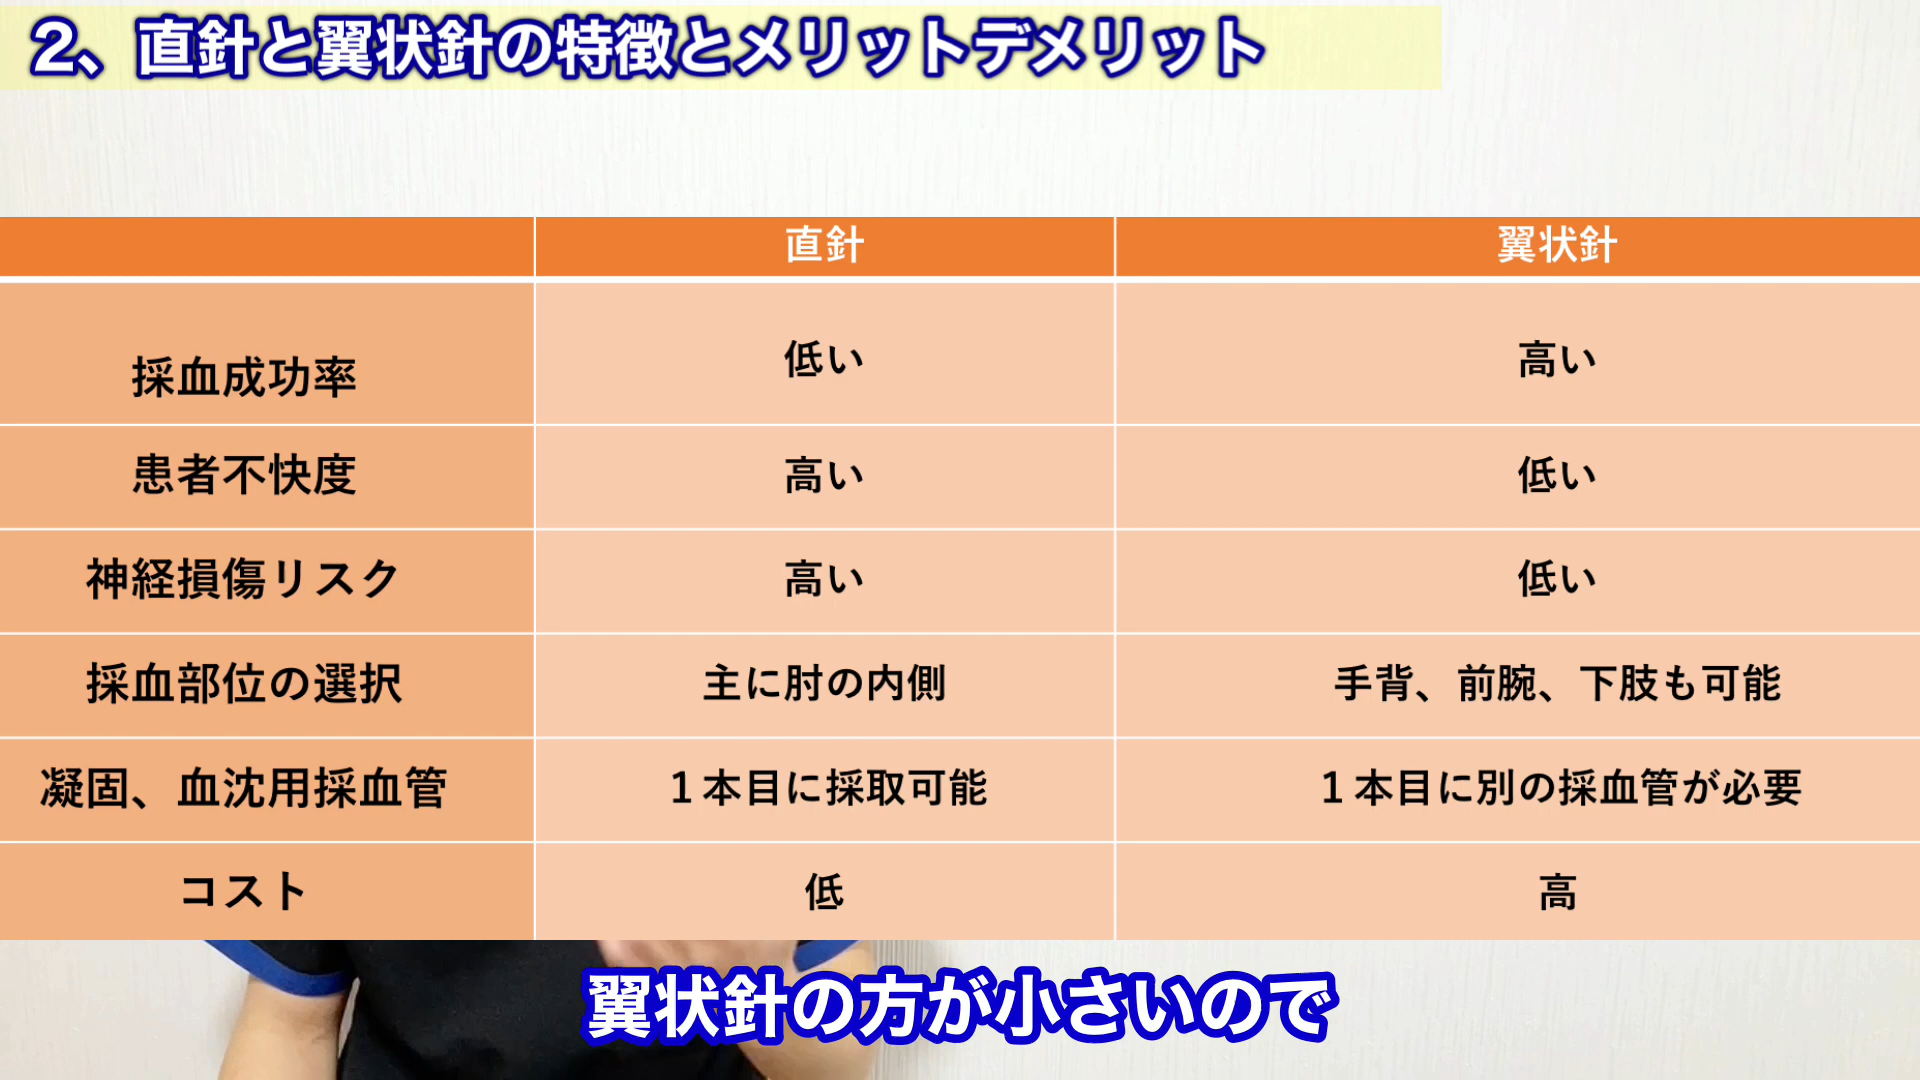 2、直針と翼状針の特徴とメリットデメリット
直針 翼状針
採血成功率 低い 高い
患者不快度 高い 低い
神経損傷リスク 高い 低い
採血部位の選択 主に肘の内側 手背、前腕、下肢も可能
凝固、血沈用採血管 1本目に採取可能 1本目に別の採血管が必要
コスト 低 高
翼状針の方が小さいので